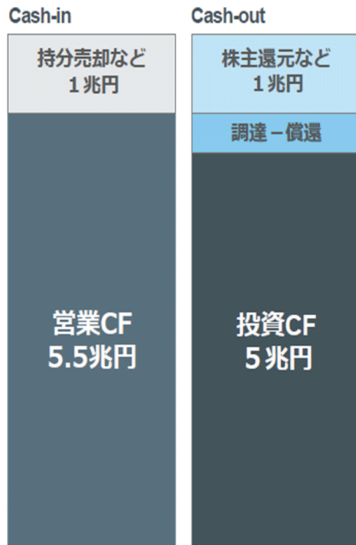 Cash-in
持分売却など
１兆円
営業CF
5.5兆円
Cash-out
株主還元など
１兆円
調達－償還
投資CF
５兆円